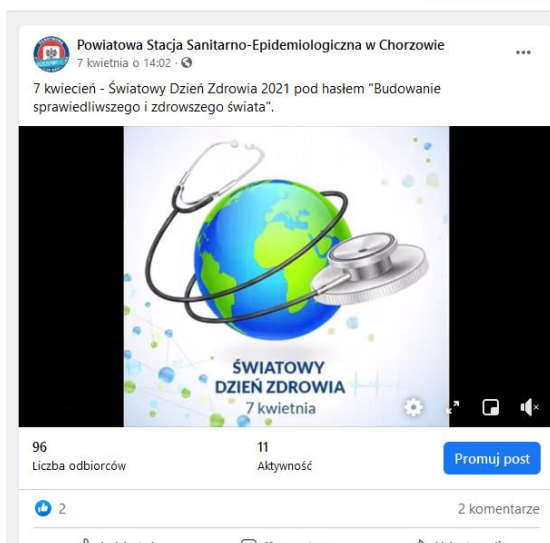 Powiatowa Stacja Sanitarno-Epidemiologiczna w Chorzowie
7 kwietnia o 14:02 ·
7 kwiecień - Światowy Dzień Zdrowia 2021 pod hasłem "Budowanie
sprawiedliwszego i zdrowszego świata".
ŚWIATOWY
DZIEŃ ZDROWIA
7 kwietnia
96
Liczba odbiorców
11
Aktywność
Promuj post
2
2 komentarze